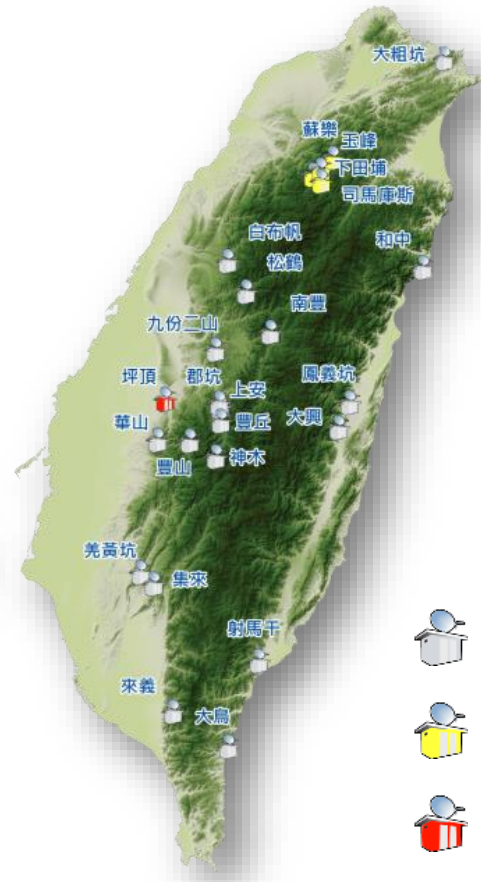 大粗坑
蘇樂
玉峰
下田埔
司馬庫斯
白布帆
和中
松鶴
南豐
九份二山
坪頂
郡坑
鳳義坑
上安
華山
豐丘
大興
豐山
神木
羌黃坑
集來
射馬干
來義
大鳥